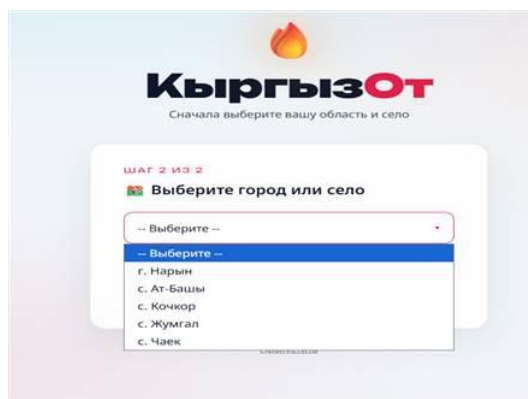 КыргызОт
Сначала выберите вашу область и село
ШАГ 2 ИЗ 2
Выберите город или село
-- Выберите --
-- Выберите --
г. Нарын
с. Ат-Башы
с. Кочкор
с. Жумгал
с. Чаек